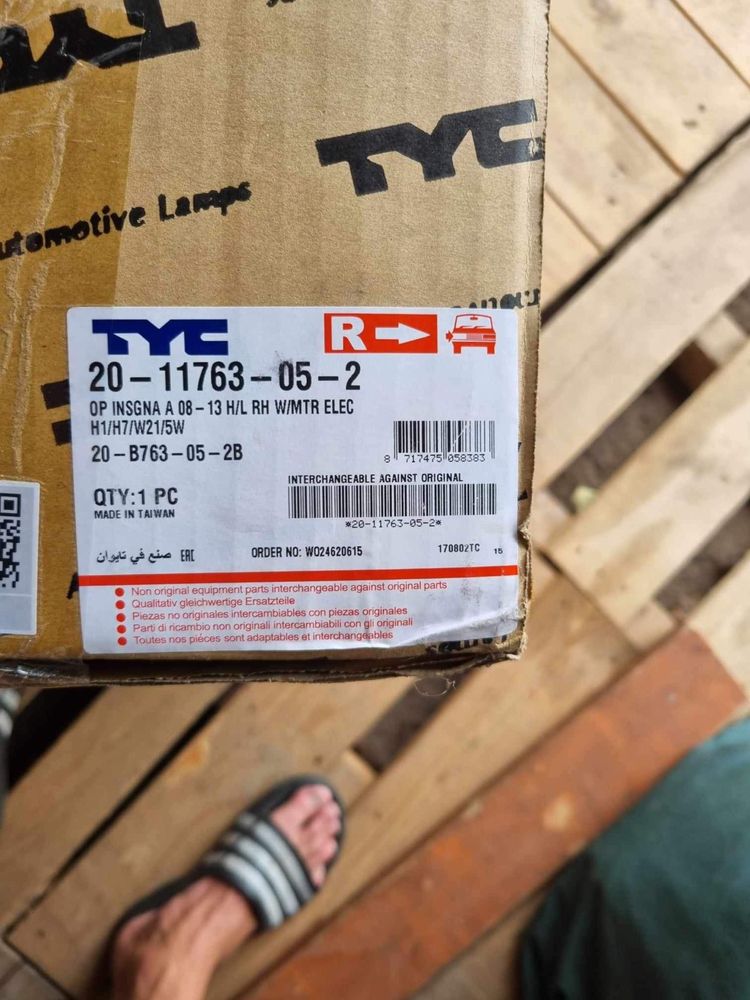 TYC
Automotive Lamps
TYC
R
20-11763-05-2
OP INSGNA A 08-13 H/L RH W/MTR ELEC
H1/H7/W21/5W
20-B763-05-2B
8 717475 058383
INTERCHANGEABLE AGAINST ORIGINAL
QTY:1 PC
MADE IN TAIWAN
*20-11763-05-2*
صنع في تايوان EAC
ORDER NO: WO24620615
170802TC 15
Non original equipment parts interchangeable against original parts
Qualitativ gleichwertige Ersatzteile
Piezas no originales intercambiables con piezas originales
Parti di ricambio non originali intercambiabili con gli originali
Toutes nos piéces sont adaptables et interchangeables